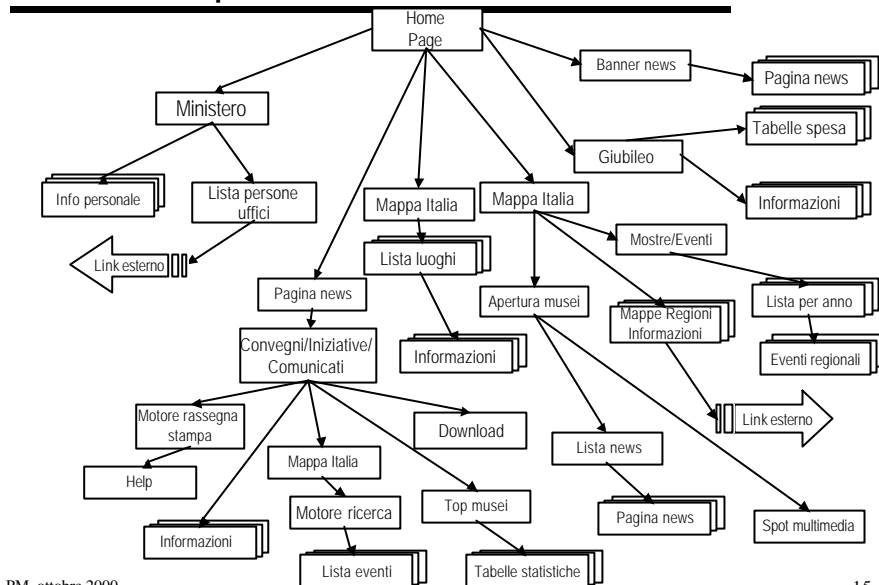 Home
Page
Banner news
Pagina news
Ministero
Tabelle spesa
Giubileo
Info personale
Lista persone
uffici
Mappa Italia
Mappa Italia
Informazioni
Mostre/Eventi
Link esterno
Lista luoghi
Pagina news
Apertura musei
Mappe Regioni
Informazioni
Lista per anno
Convegni/Iniziative/
Comunicati
Informazioni
Eventi regionali
Motore rassegna
stampa
Download
Link esterno
Help
Mappa Italia
Lista news
Motore ricerca
Top musei
Pagina news
Spot multimedia
Informazioni
Lista eventi
Tabelle statistiche